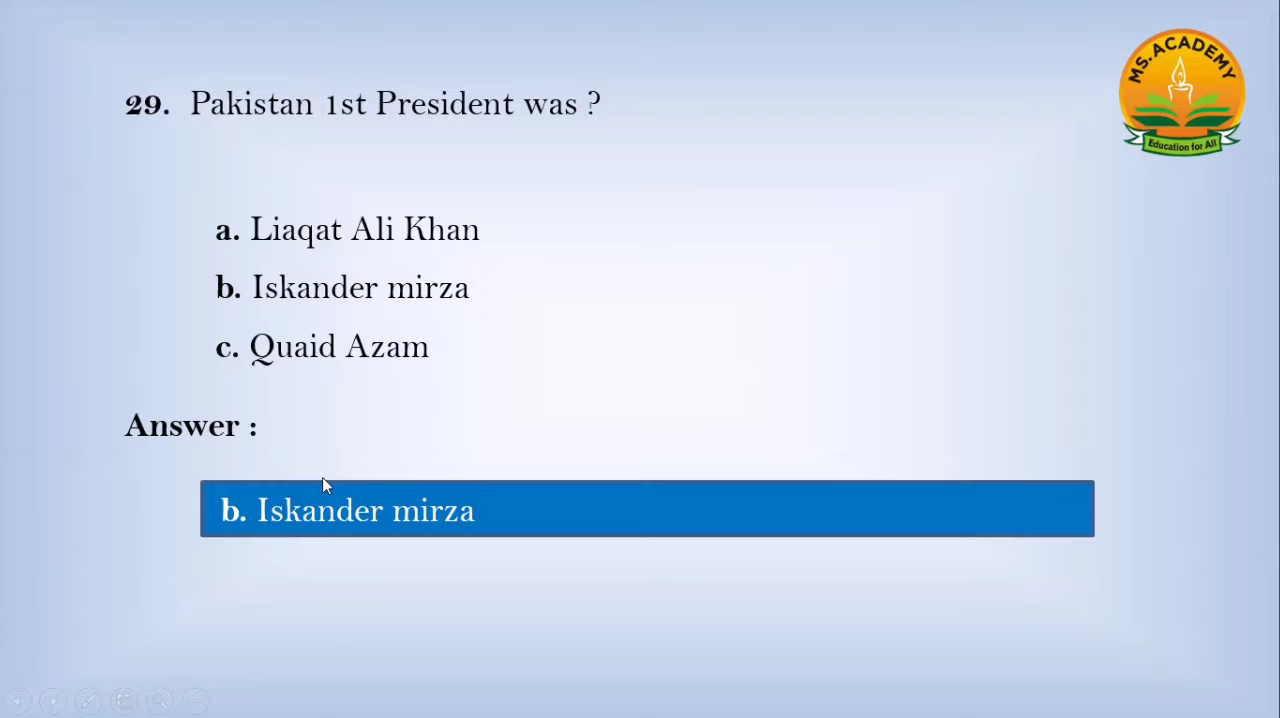 MS. ACADEMY
Education for All
29. Pakistan 1st President was ?
a. Liaqat Ali Khan
b. Iskander mirza
c. Quaid Azam
Answer :
b. Iskander mirza